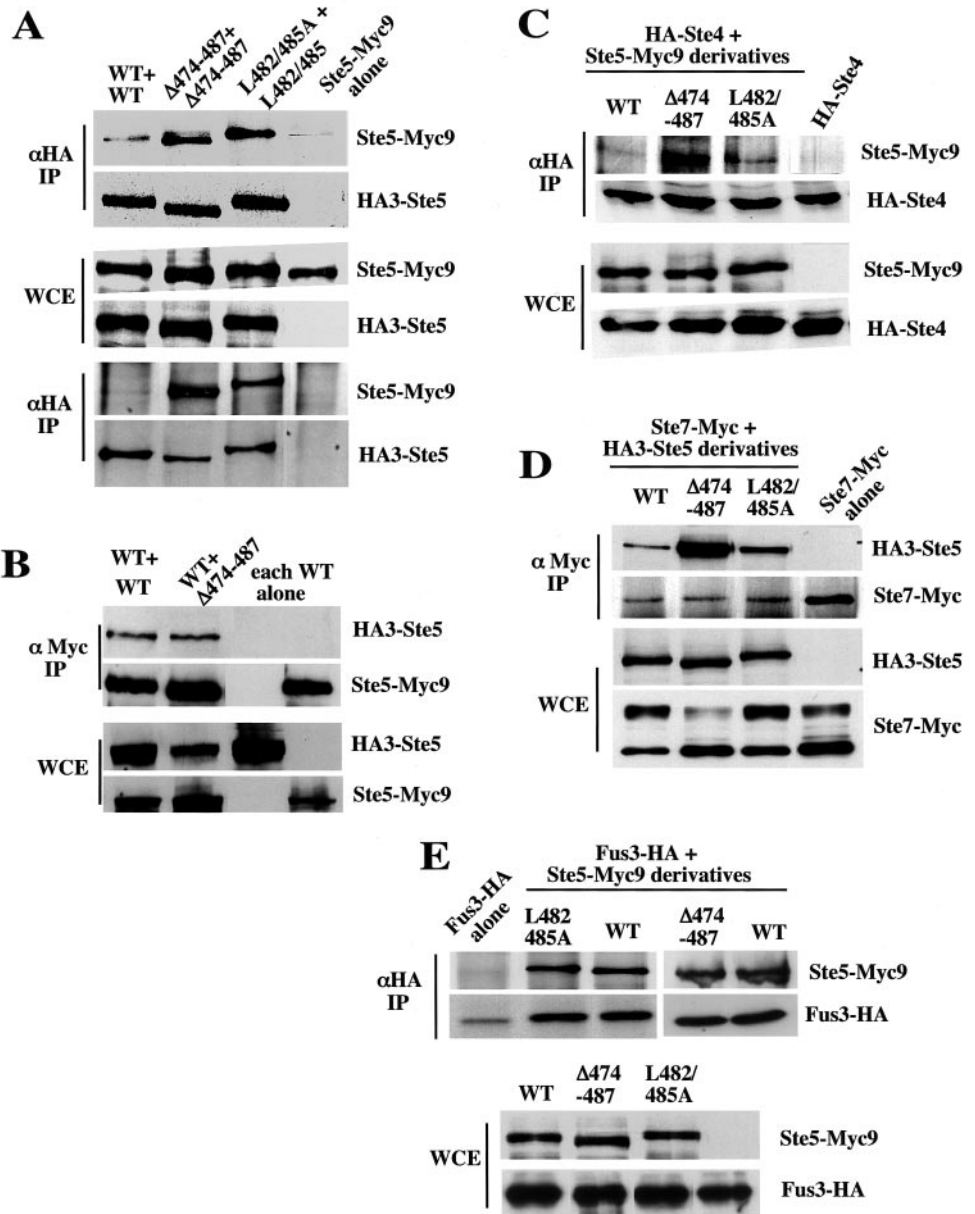 A
WT+
WT
Δ474-487+
Δ474-487
L482/485A +
L482/485
Ste5-Myc9
alone
αHA
IP
Ste5-Myc9
HA3-Ste5
WCE
Ste5-Myc9
HA3-Ste5
αHA
IP
Ste5-Myc9
HA3-Ste5
B
WT+
WT
WT+
Δ474-487
each WT
alone
α Myc
IP
HA3-Ste5
Ste5-Myc9
WCE
HA3-Ste5
Ste5-Myc9
C
HA-Ste4 +
Ste5-Myc9 derivatives
WT
Δ474
-487
L482/
485A
HA-Ste4
αHA
IP
Ste5-Myc9
HA-Ste4
WCE
Ste5-Myc9
HA-Ste4
D
Ste7-Myc +
HA3-Ste5 derivatives
WT
Δ474
-487
L482/
485A
Ste7-Myc
alone
α Myc
IP
HA3-Ste5
Ste7-Myc
WCE
HA3-Ste5
Ste7-Myc
E
Fus3-HA +
Ste5-Myc9 derivatives
Fus3-HA
alone
L482
485A
WT
Δ474
-487
WT
αHA
IP
Ste5-Myc9
Fus3-HA
WT
Δ474
-487
L482/
485A
WCE
Ste5-Myc9
Fus3-HA